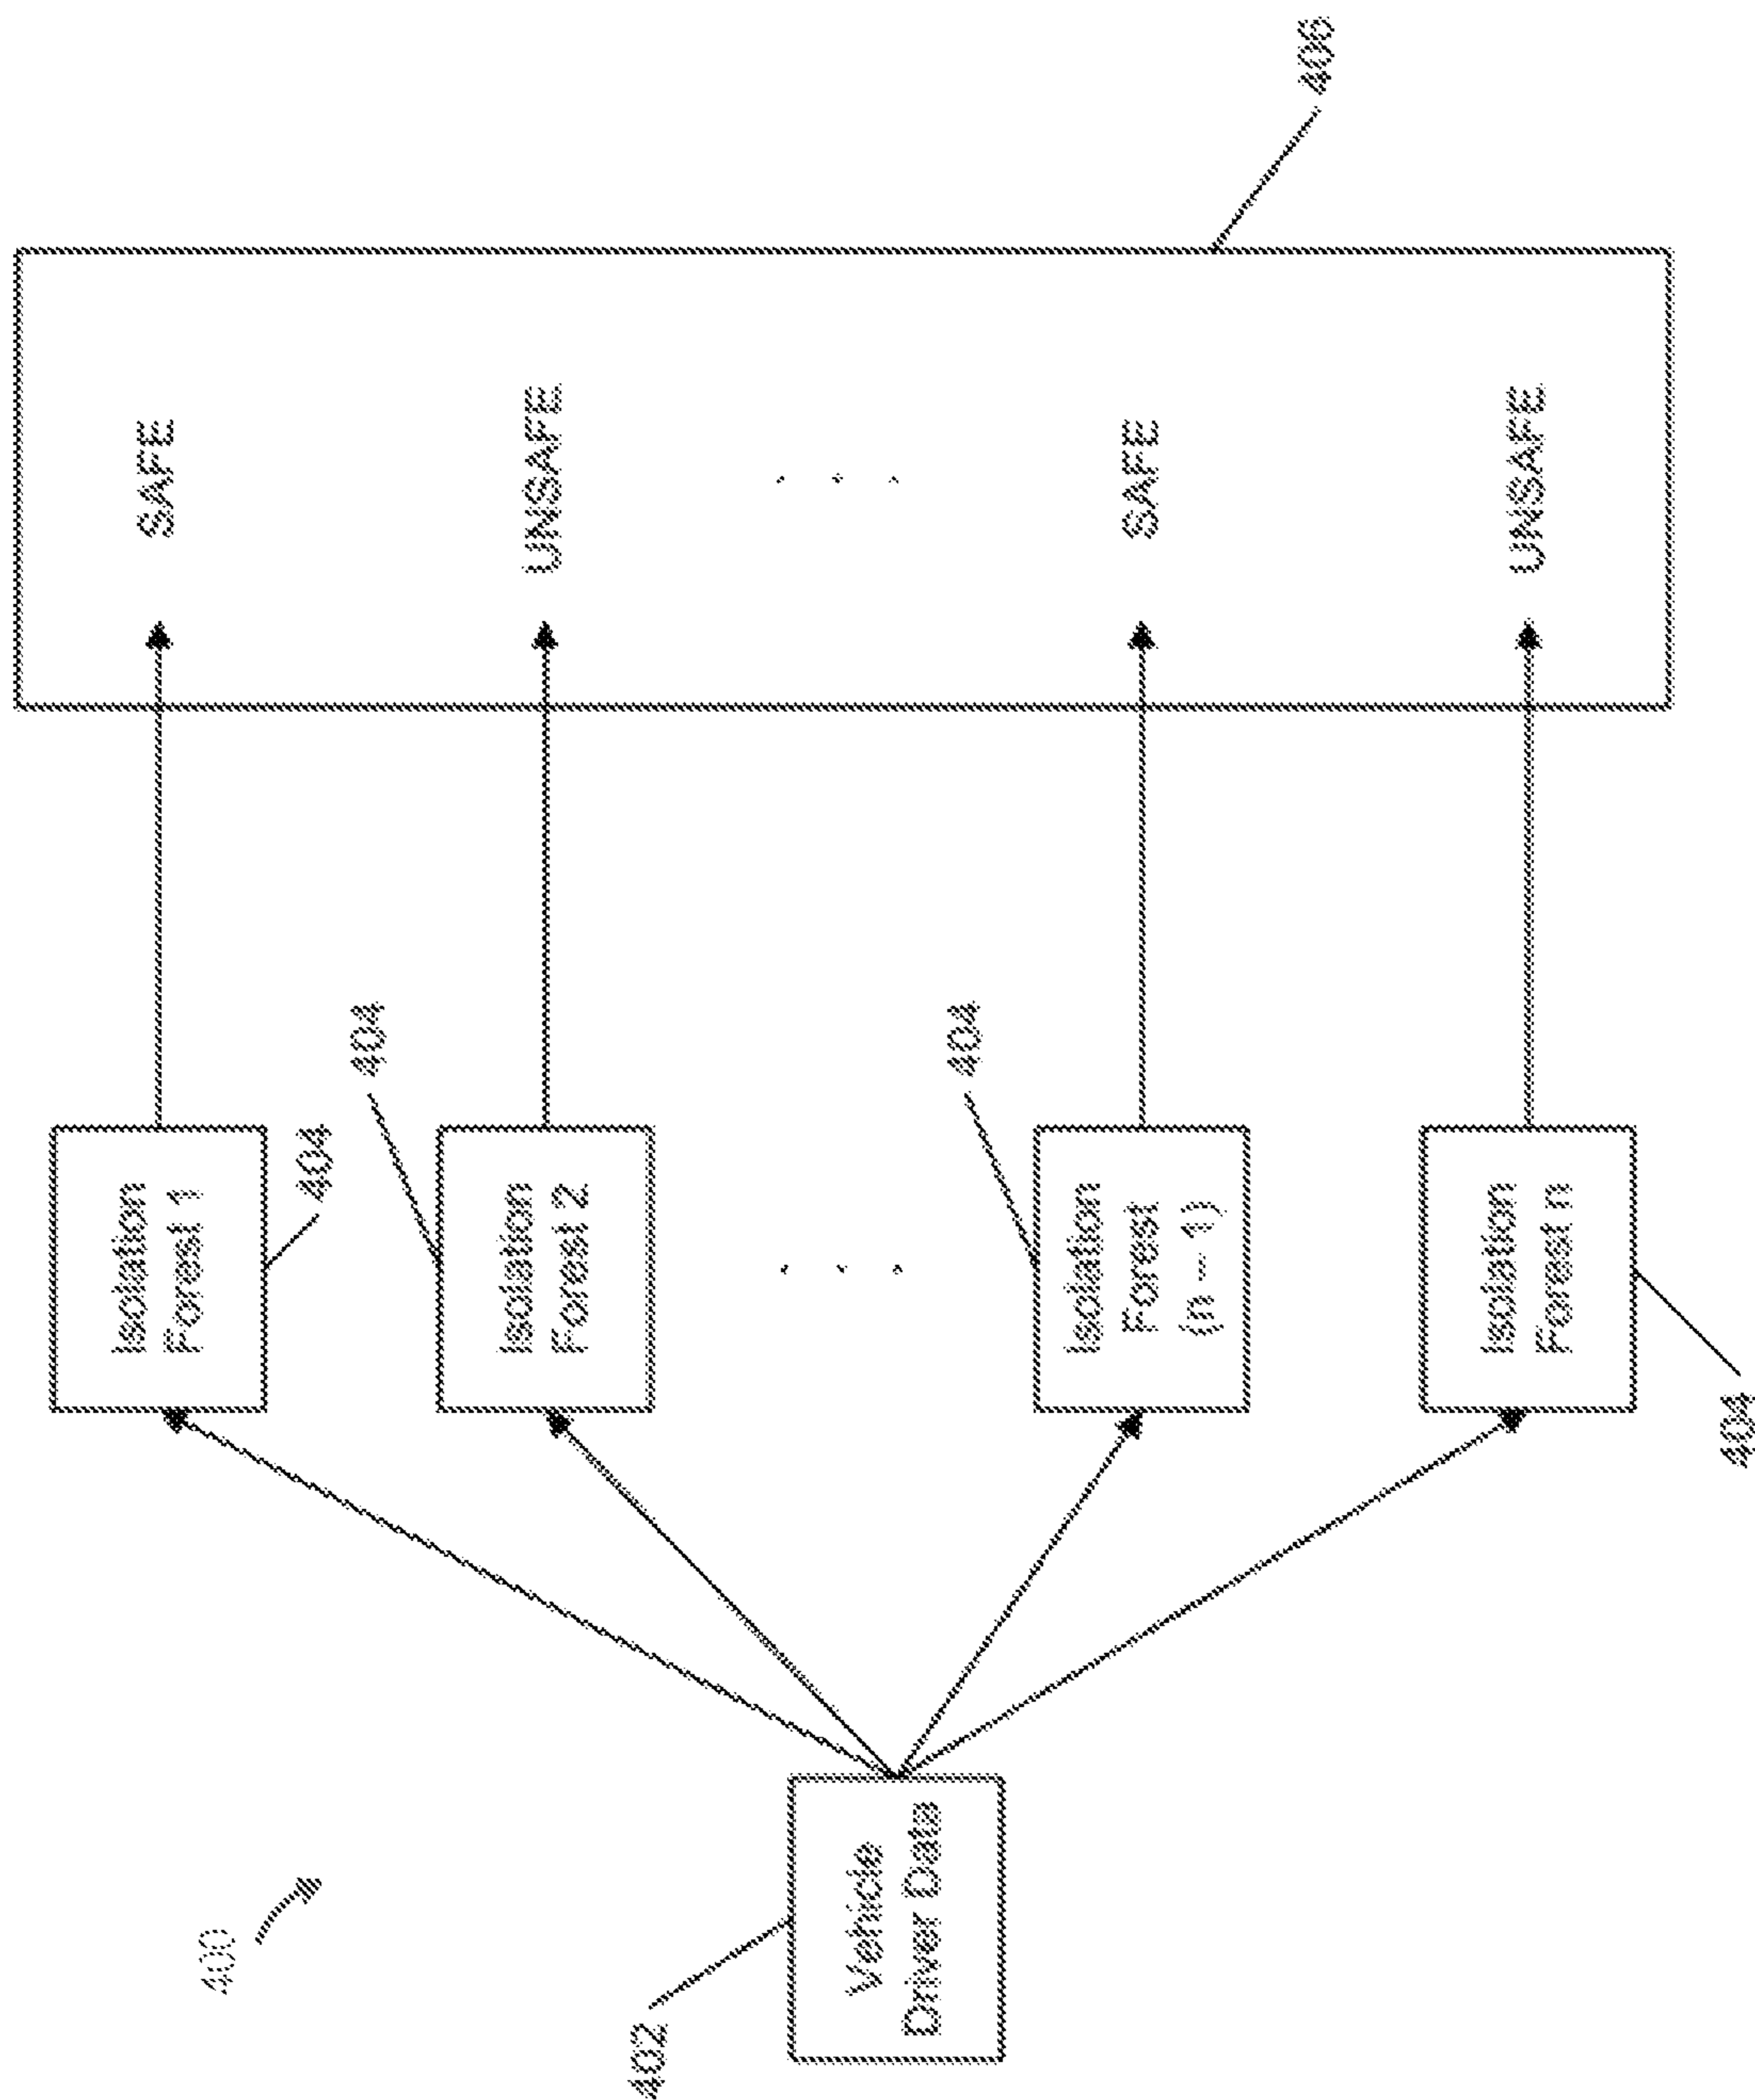 400
402
Vehicle
Driver Data
Isolation
Forest 1
404
Isolation
Forest 2
404
. . .
Isolation
Forest
(n – 1)
404
Isolation
Forest n
404
SAFE
UNSAFE
. . .
SAFE
UNSAFE
406